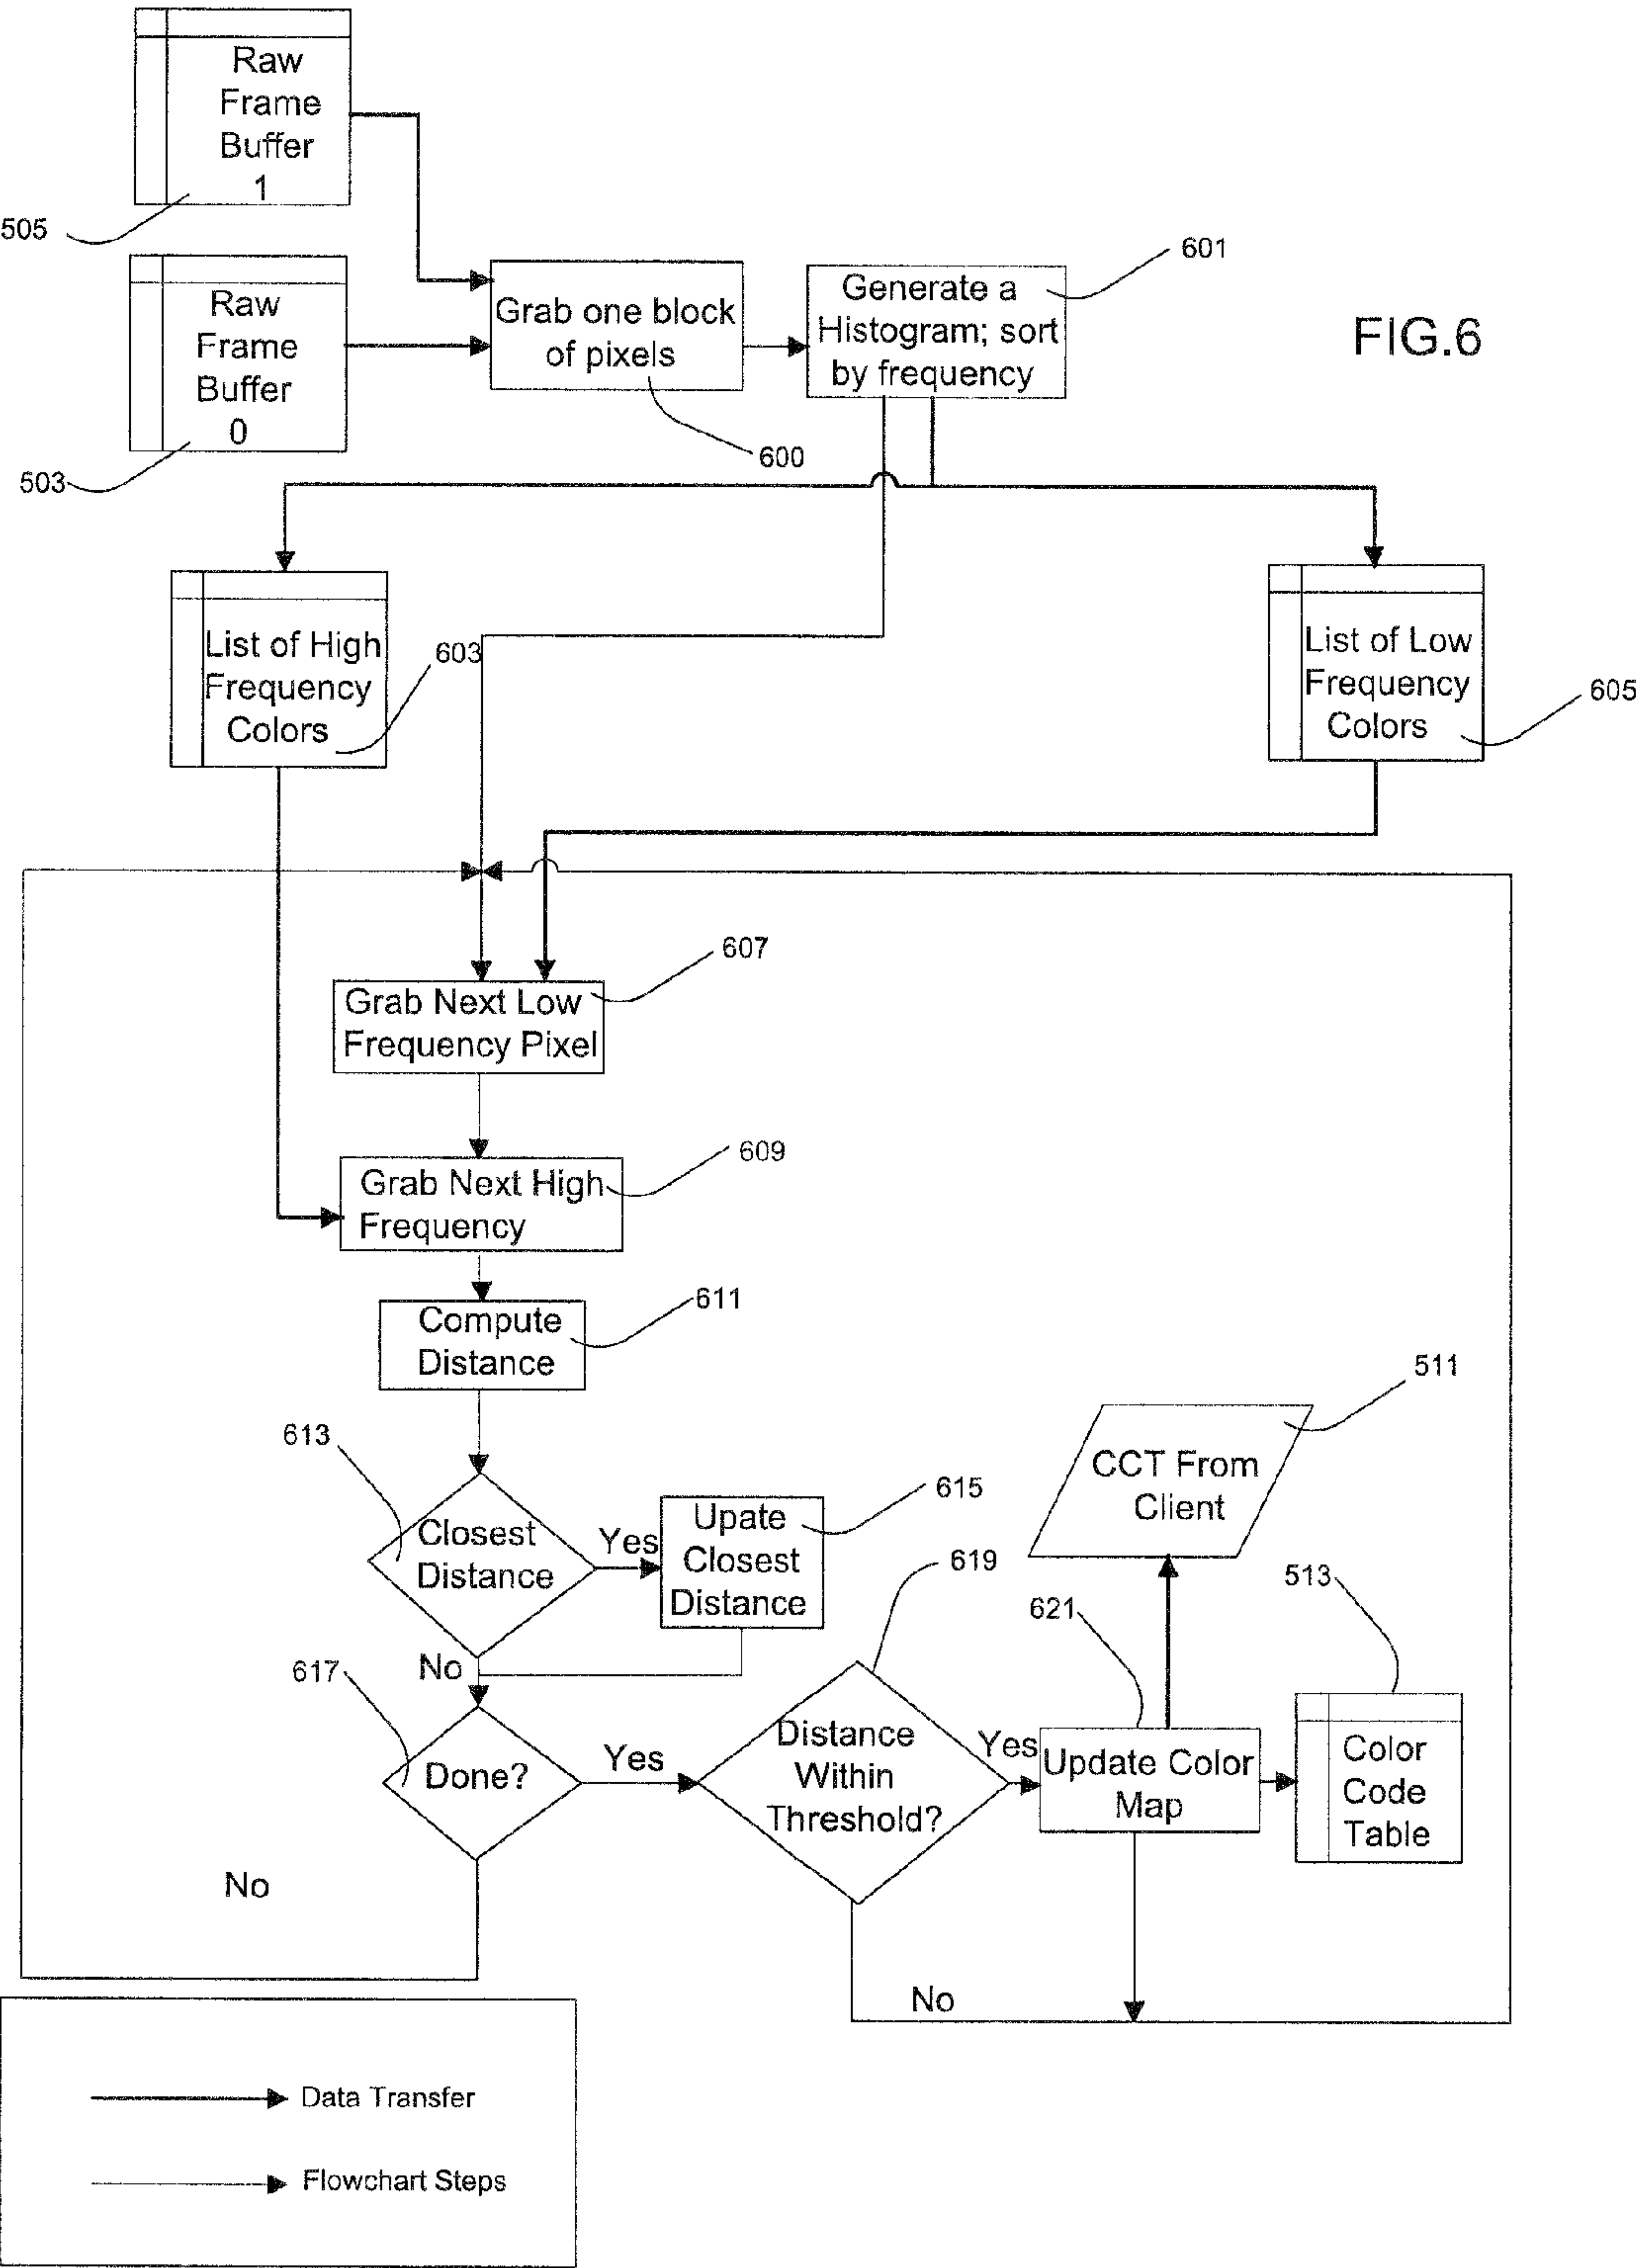 Raw
Frame
Buffer
1
505
Raw
Frame
Buffer
0
503
Grab one block
of pixels
600
Generate a
Histogram; sort
by frequency
601
FIG.6
List of High
Frequency
Colors
603
List of Low
Frequency
Colors
605
Grab Next Low
Frequency Pixel
607
Grab Next High
Frequency
609
Compute
Distance
611
613
Closest
Distance
Yes
Upate
Closest
Distance
615
No
617
Done?
Yes
No
619
Distance
Within
Threshold?
Yes
No
621
Update Color
Map
CCT From
Client
511
513
Color
Code
Table
Data Transfer
Flowchart Steps